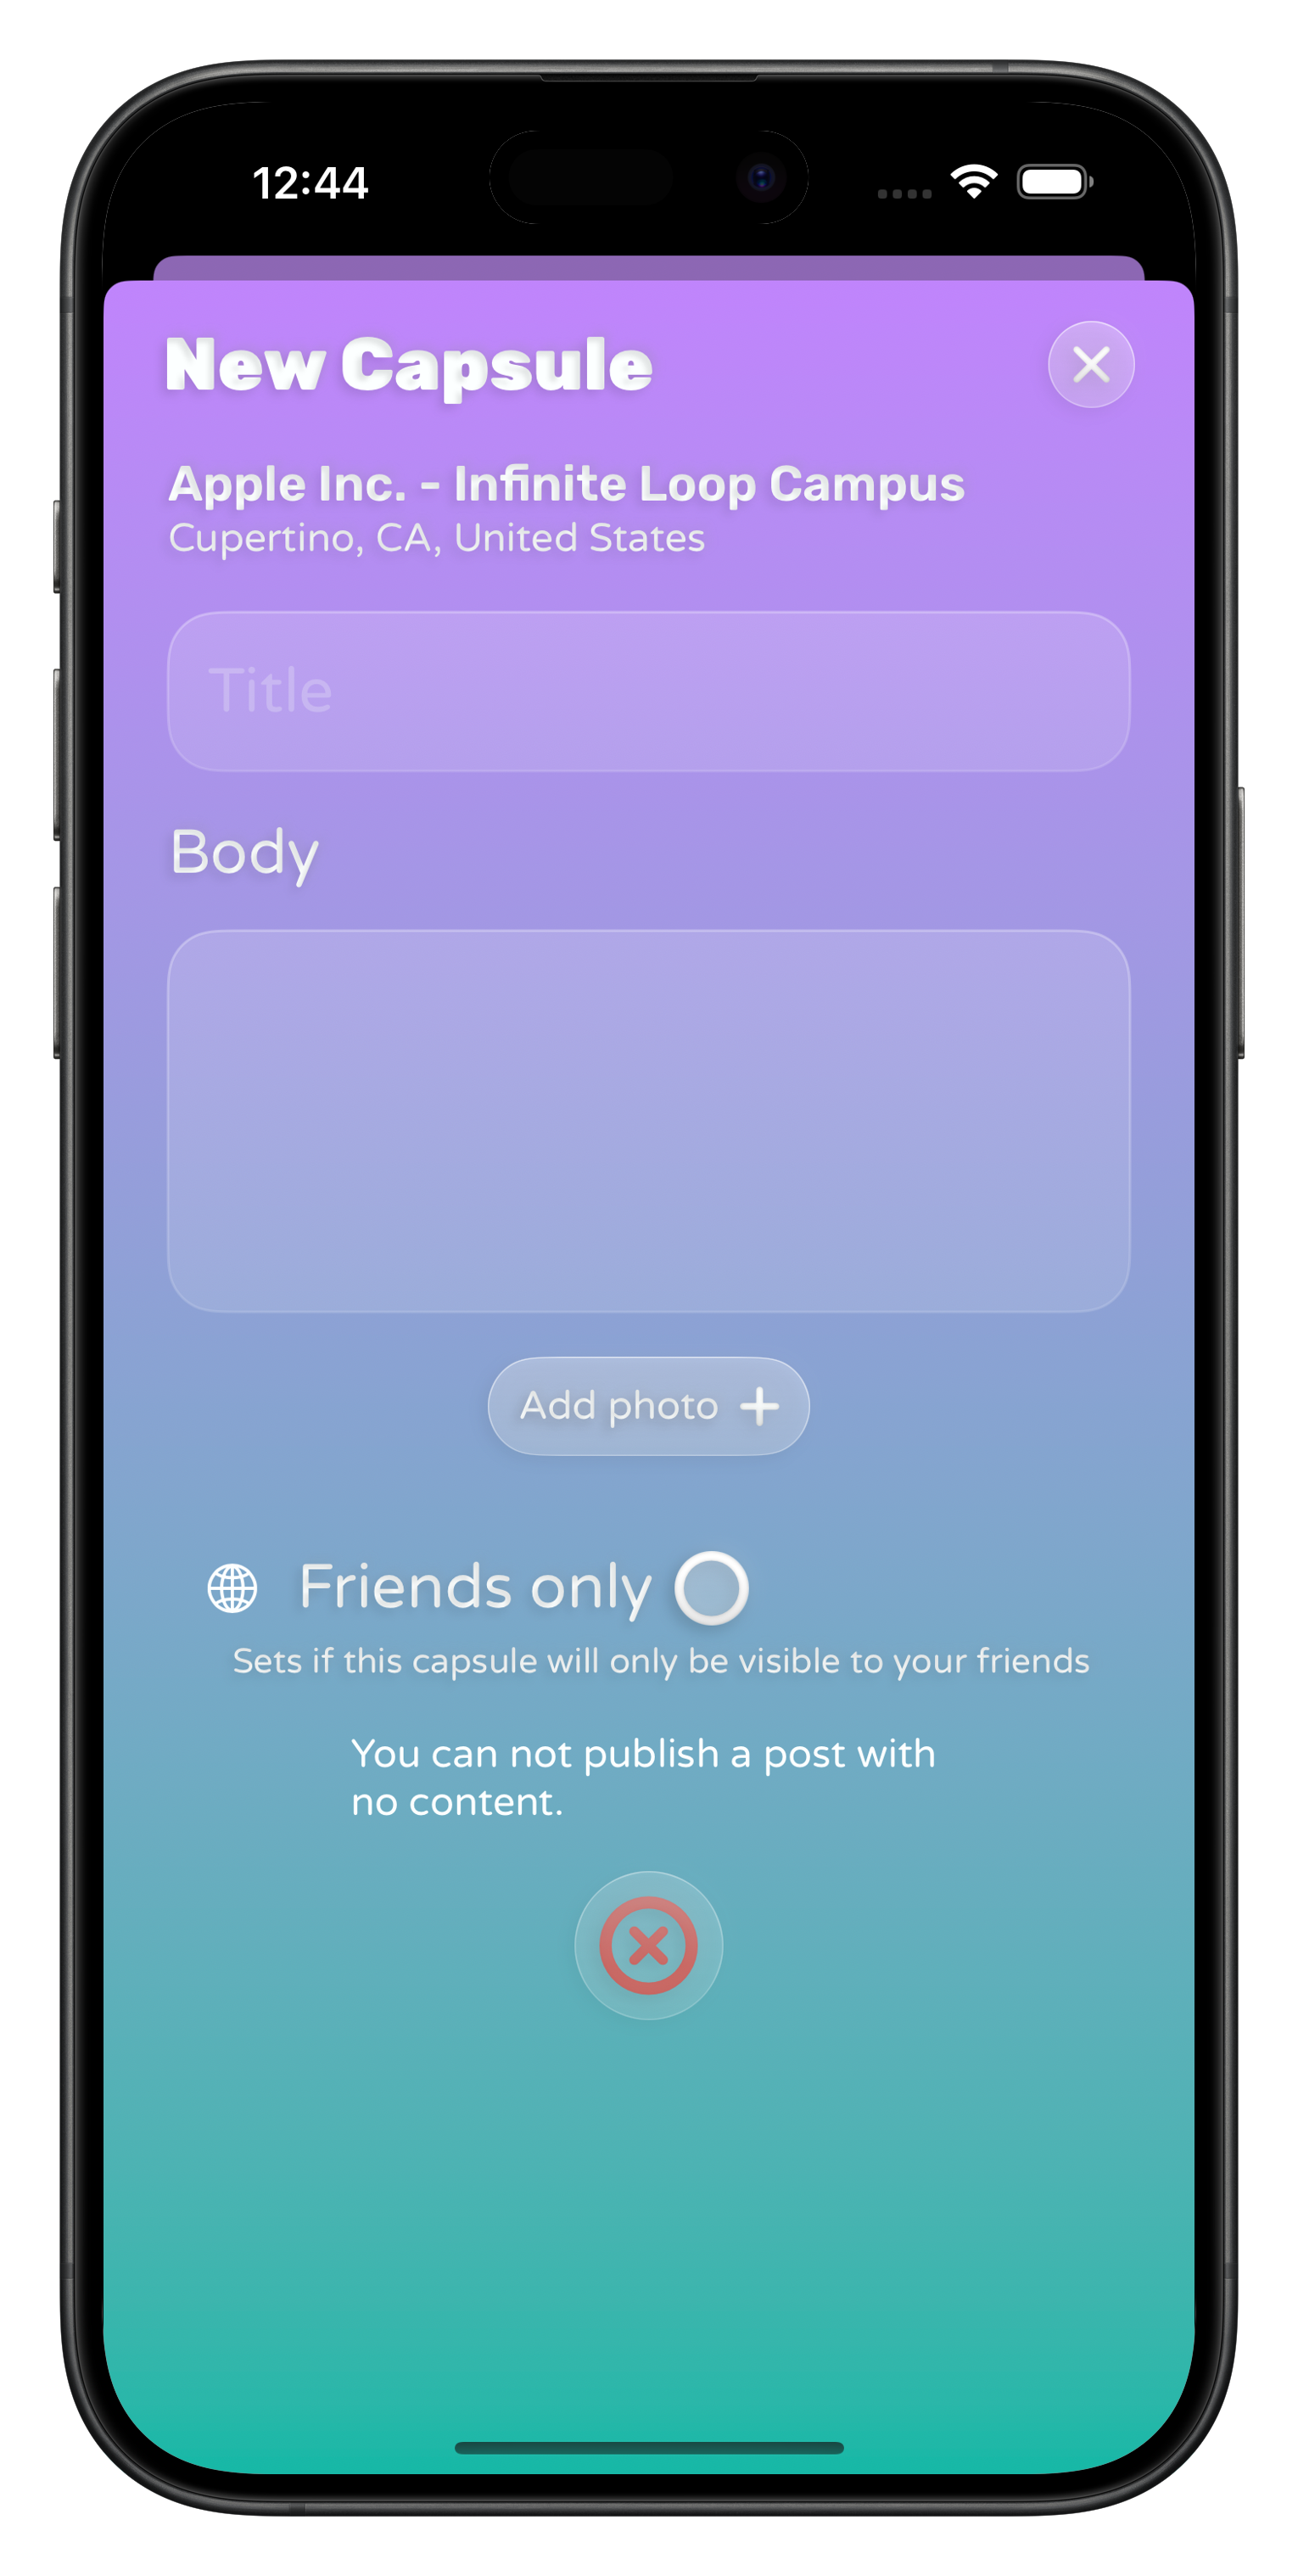 12:44
New Capsule
Apple Inc. - Infinite Loop Campus
Cupertino, CA, United States
Title
Body
Add photo
Friends only
Sets if this capsule will only be visible to your friends
You can not publish a post with
no content.